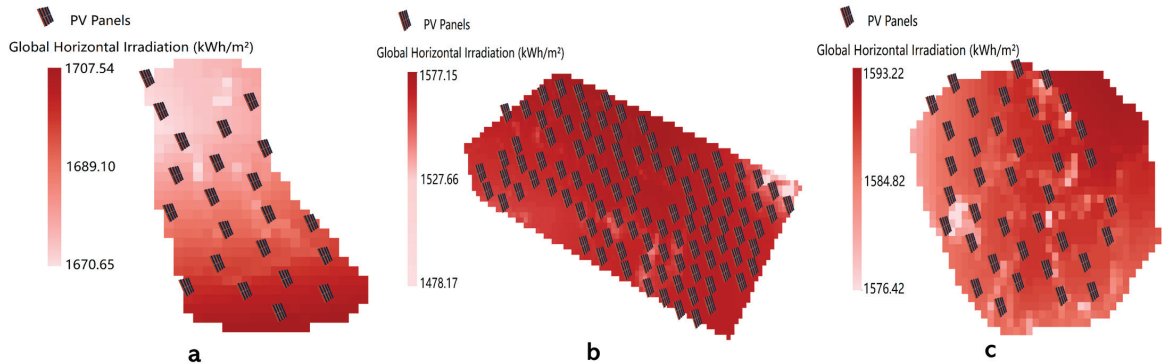 PV Panels
Global Horizontal Irradiation (kWh/m²)
1707.54
1689.10
1670.65
a
PV Panels
Global Horizontal Irradiation (kWh/m²)
1577.15
1527.66
1478.17
b
PV Panels
Global Horizontal Irradiation (kWh/m²)
1593.22
1584.82
1576.42
c